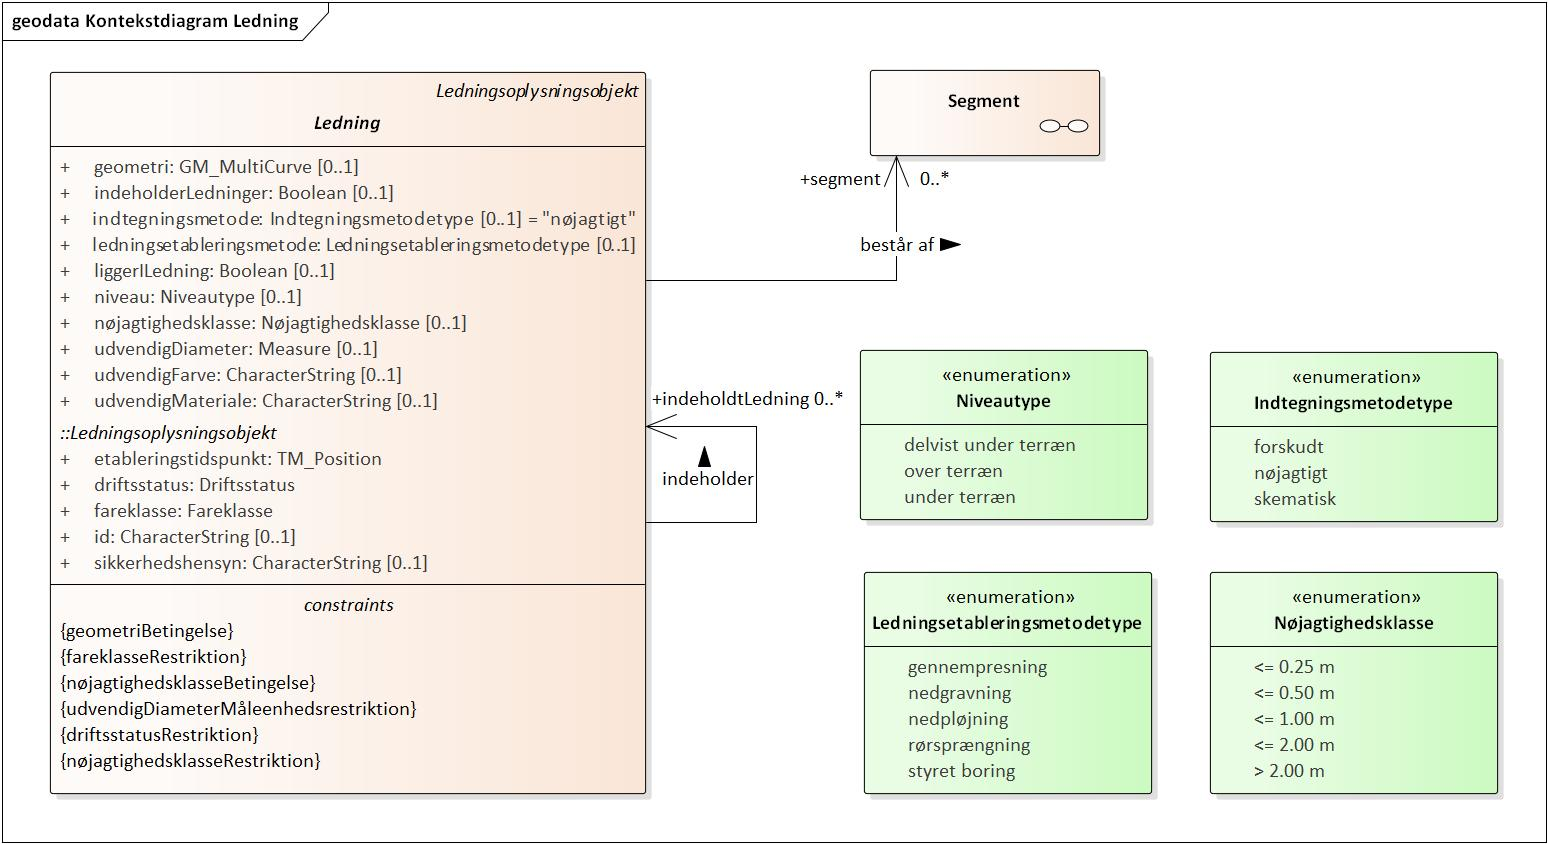 geodata Kontekstdiagram Ledning
Ledningsoplysningsobjekt
Ledning
+ geometri: GM_MultiCurve [0..1]
+ indeholderLedninger: Boolean [0..1]
+ indtegningsmetode: Indtegningsmetodetype [0..1] = "nøjagtigt"
+ ledningsetableringsmetode: Ledningsetableringsmetodetype [0..1]
+ liggerILedning: Boolean [0..1]
+ niveau: Niveautype [0..1]
+ nøjagtighedsklasse: Nøjagtighedsklasse [0..1]
+ udvendigDiameter: Measure [0..1]
+ udvendigFarve: CharacterString [0..1]
+ udvendigMateriale: CharacterString [0..1]
::Ledningsoplysningsobjekt
+ etableringstidspunkt: TM_Position
+ driftsstatus: Driftsstatus
+ fareklasse: Fareklasse
+ id: CharacterString [0..1]
+ sikkerhedshensyn: CharacterString [0..1]
constraints
{geometriBetingelse}
{fareklasseRestriktion}
{nøjagtighedsklasseBetingelse}
{udvendigDiameterMåleenhedsrestriktion}
{driftsstatusRestriktion}
{nøjagtighedsklasseRestriktion}
Segment
+segment 0..*
består af
+indeholdtLedning 0..*
indeholder
«enumeration»
Niveautype
delvist under terræn
over terræn
under terræn
«enumeration»
Indtegningsmetodetype
forskudt
nøjagtigt
skematisk
«enumeration»
Ledningsetableringsmetodetype
gennempresning
nedgravning
nedpløjning
rørsprængning
styret boring
«enumeration»
Nøjagtighedsklasse
<= 0.25 m
<= 0.50 m
<= 1.00 m
<= 2.00 m
> 2.00 m